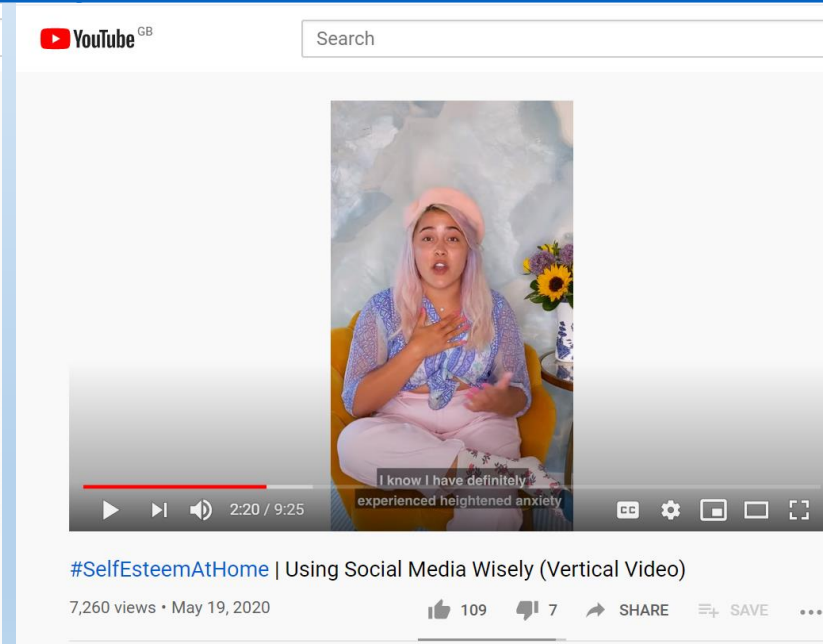 YouTube GB
Search
I know I have definitely
experienced heightened anxiety
2:20 / 9:25
CC
#SelfEsteemAtHome | Using Social Media Wisely (Vertical Video)
7,260 views • May 19, 2020
109 7 SHARE SAVE